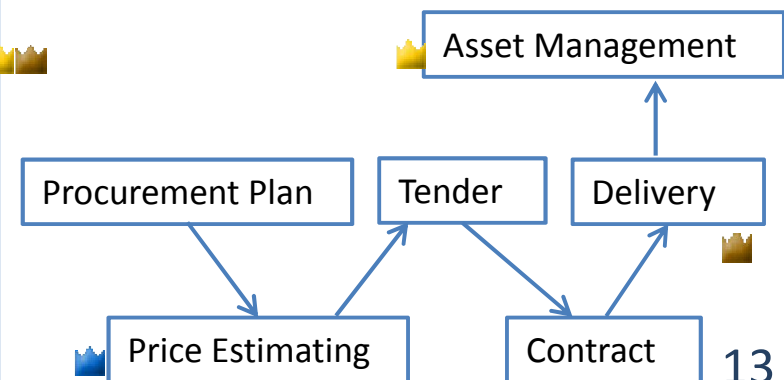 Asset Management
Procurement Plan
Tender
Delivery
Price Estimating
Contract
13